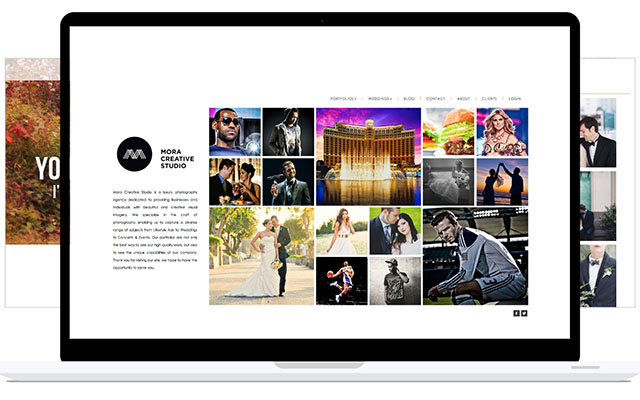 PORTFOLIOS WEDDINGS BLOG CONTACT ABOUT CLIENTS LOGIN
MORA
CREATIVE
STUDIO
Mora Creative Studio is a luxury photography
agency dedicated to providing Businesses and
Individuals with beautiful and creative visual
imagery. We specialize in the craft of
photography enabling us to capture a diverse
range of subjects from Lifestyle Ads to Weddings
to Concerts & Events. Our portfolios are not only
the best way to see our high quality work, but also
to see the unique capabilities of our company.
Thank you for visiting our site, we hope to have the
opportunity to serve you.
YO
I'